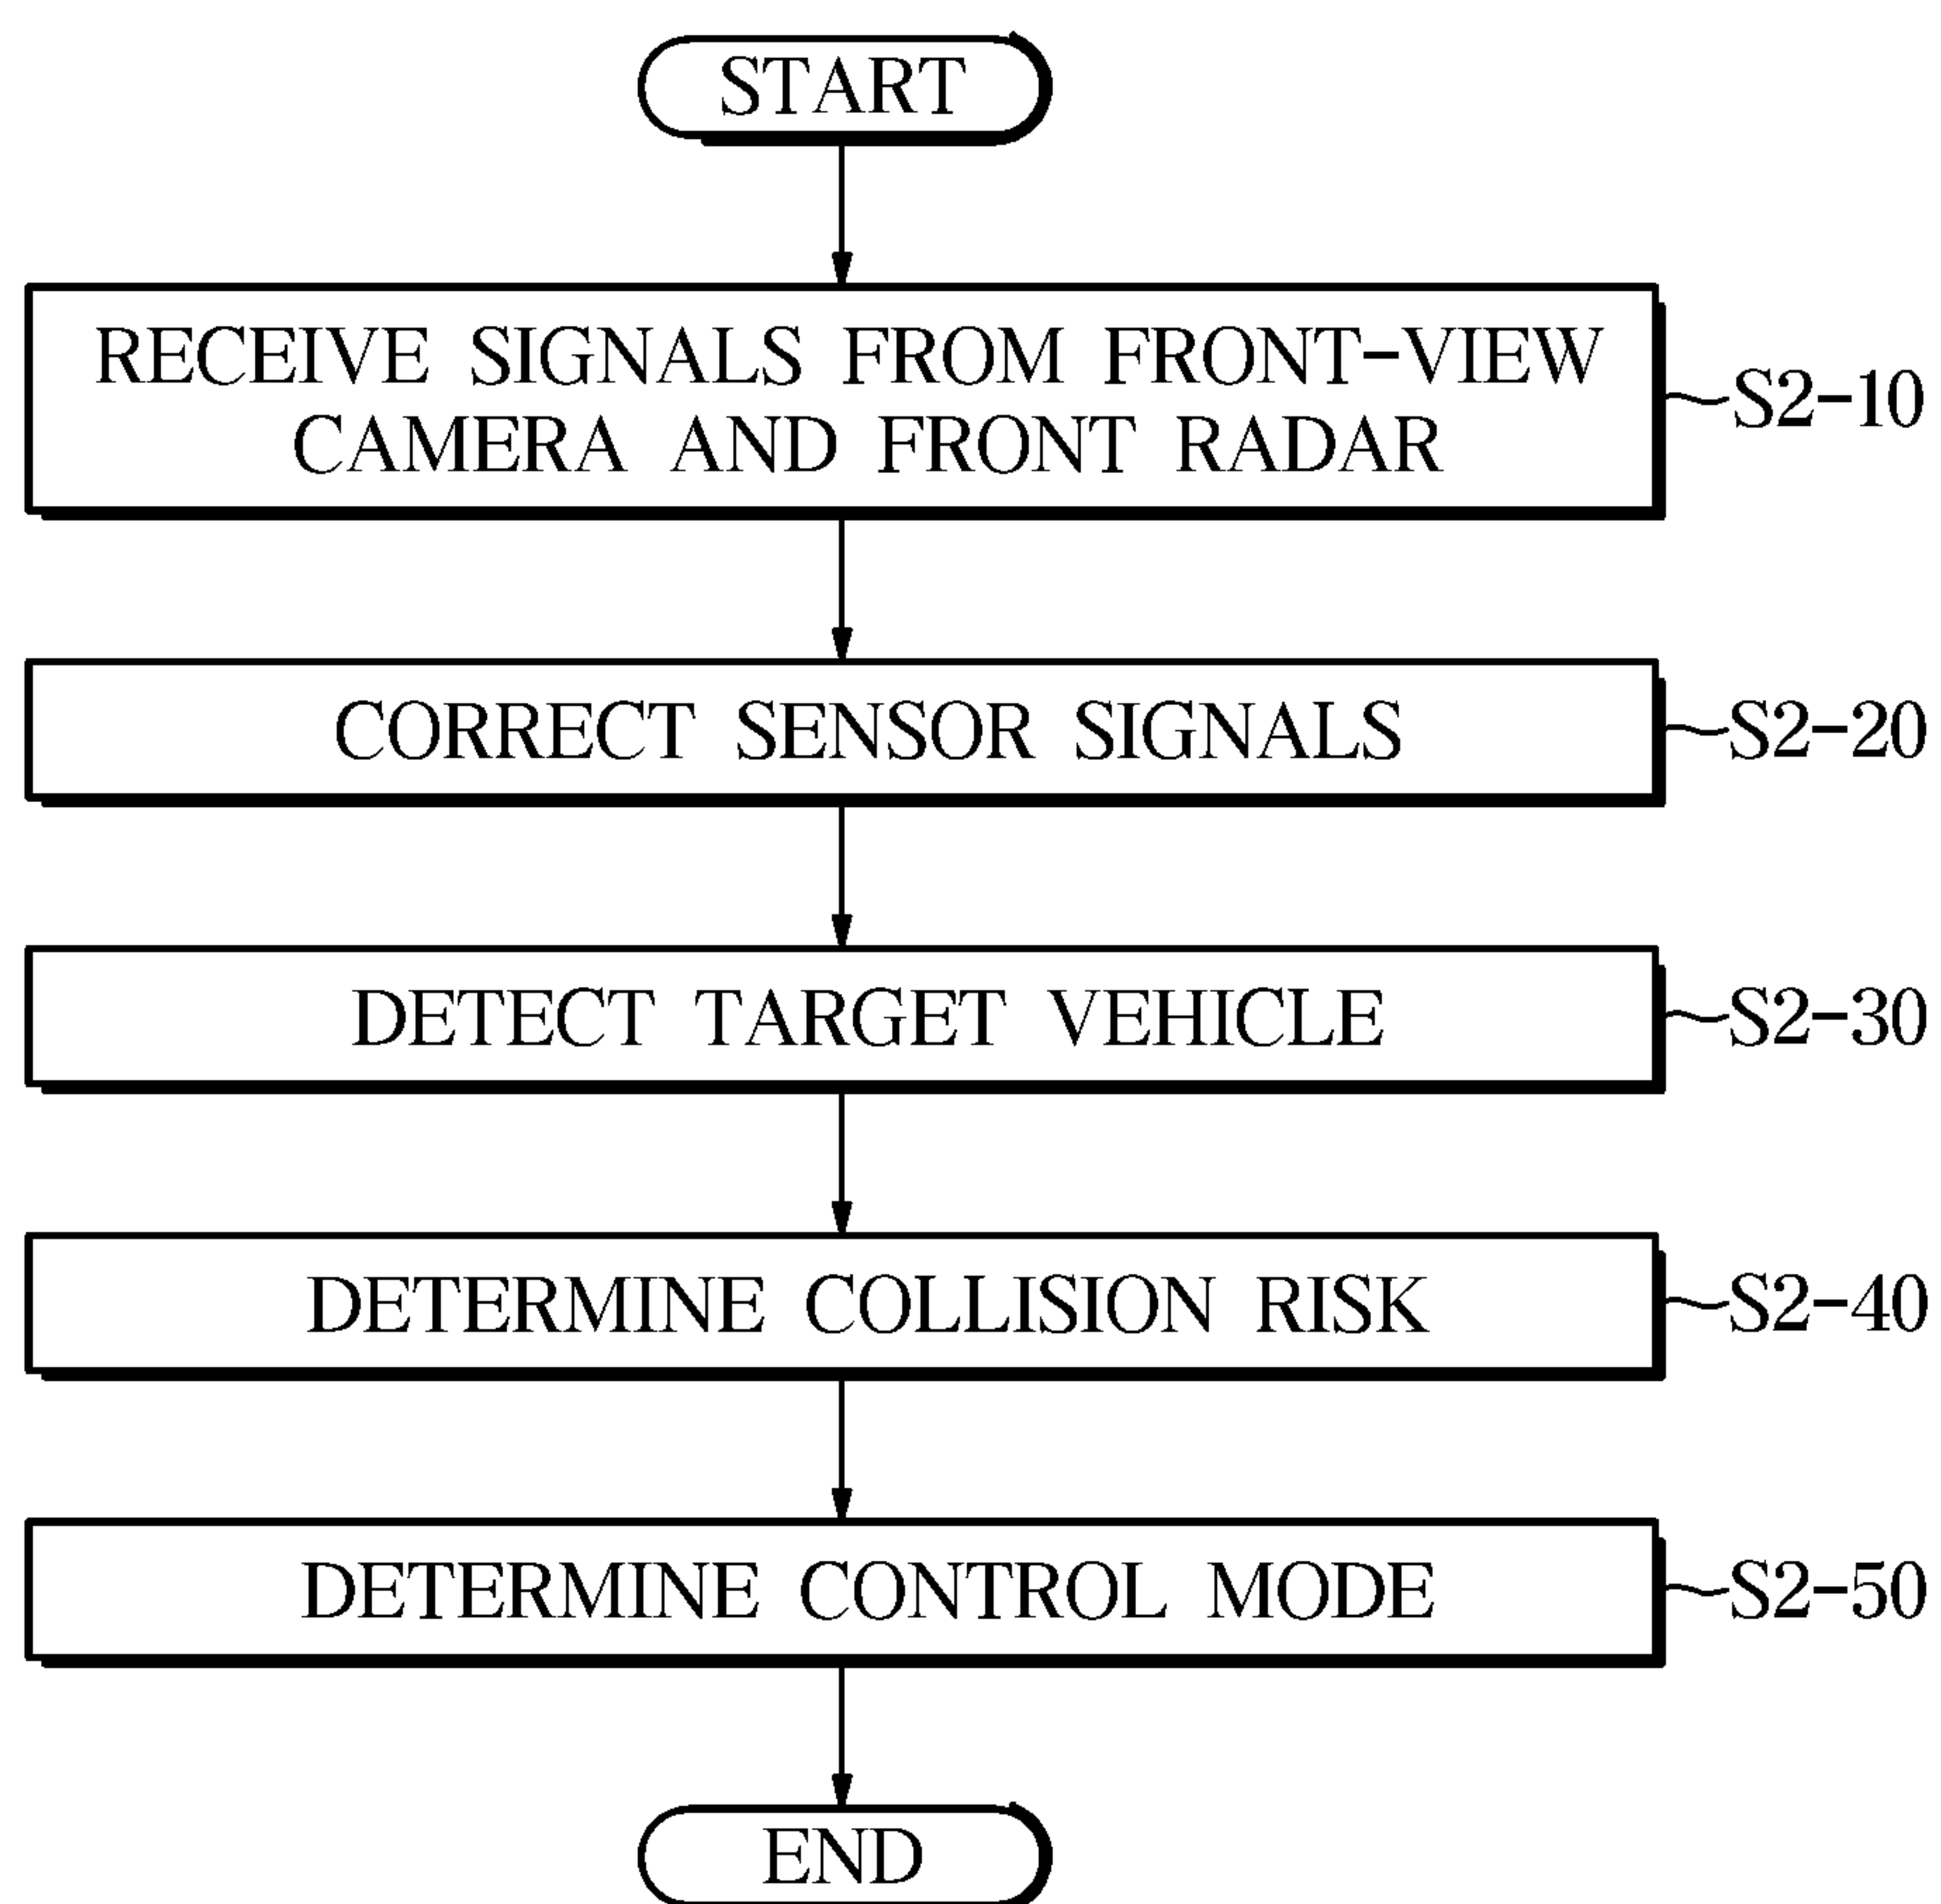 START
RECEIVE SIGNALS FROM FRONT-VIEW
CAMERA AND FRONT RADAR
S2-10
CORRECT SENSOR SIGNALS
S2-20
DETECT TARGET VEHICLE
S2-30
DETERMINE COLLISION RISK
S2-40
DETERMINE CONTROL MODE
S2-50
END